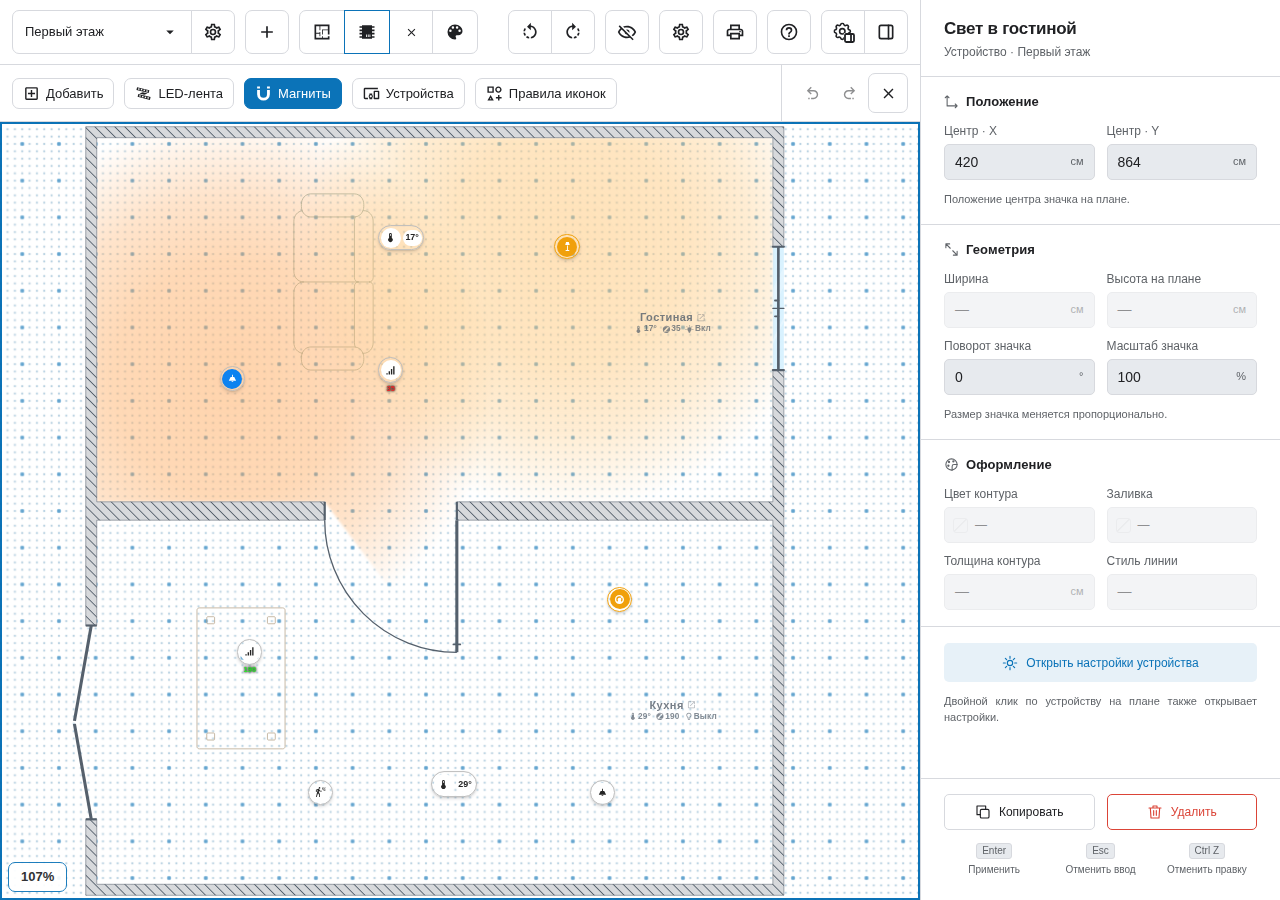 Первый этаж
Добавить
LED-лента
Магниты
Устройства
Правила иконок
17°
Гостиная
17° 35° Вкл
Кухня
29° 190 Выкл
29°
107%
Свет в гостиной
Устройство · Первый этаж
Положение
Центр · X
Центр · Y
420 см
864 см
Положение центра значка на плане.
Геометрия
Ширина
Высота на плане
— см
— см
Поворот значка
Масштаб значка
0 °
100 %
Размер значка меняется пропорционально.
Оформление
Цвет контура
Заливка
—
—
Толщина контура
Стиль линии
— см
—
Открыть настройки устройства
Двойной клик по устройству на плане также открывает
настройки.
Копировать
Удалить
Enter
Esc
Ctrl Z
Применить
Отменить ввод
Отменить правку